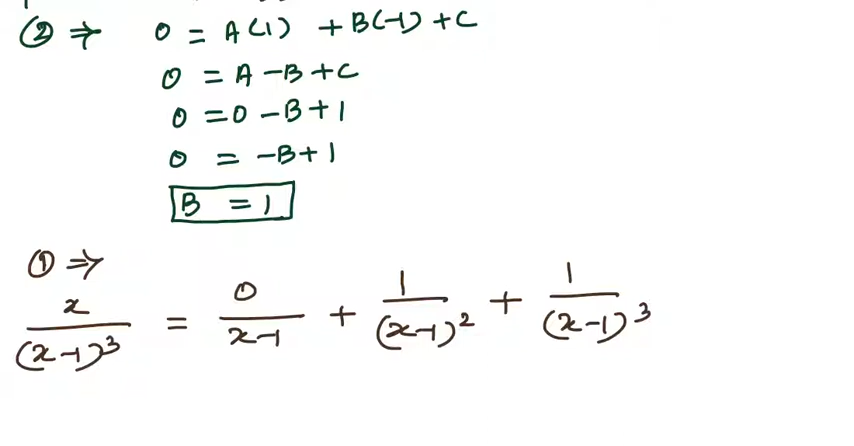 ② ⇒ 0 = A(1) + B(-1) + C
0 = A - B + C
0 = 0 - B + 1
0 = -B + 1
B = 1
① ⇒
x/(x-1)³ = 0/x-1 + 1/(x-1)² + 1/(x-1)³